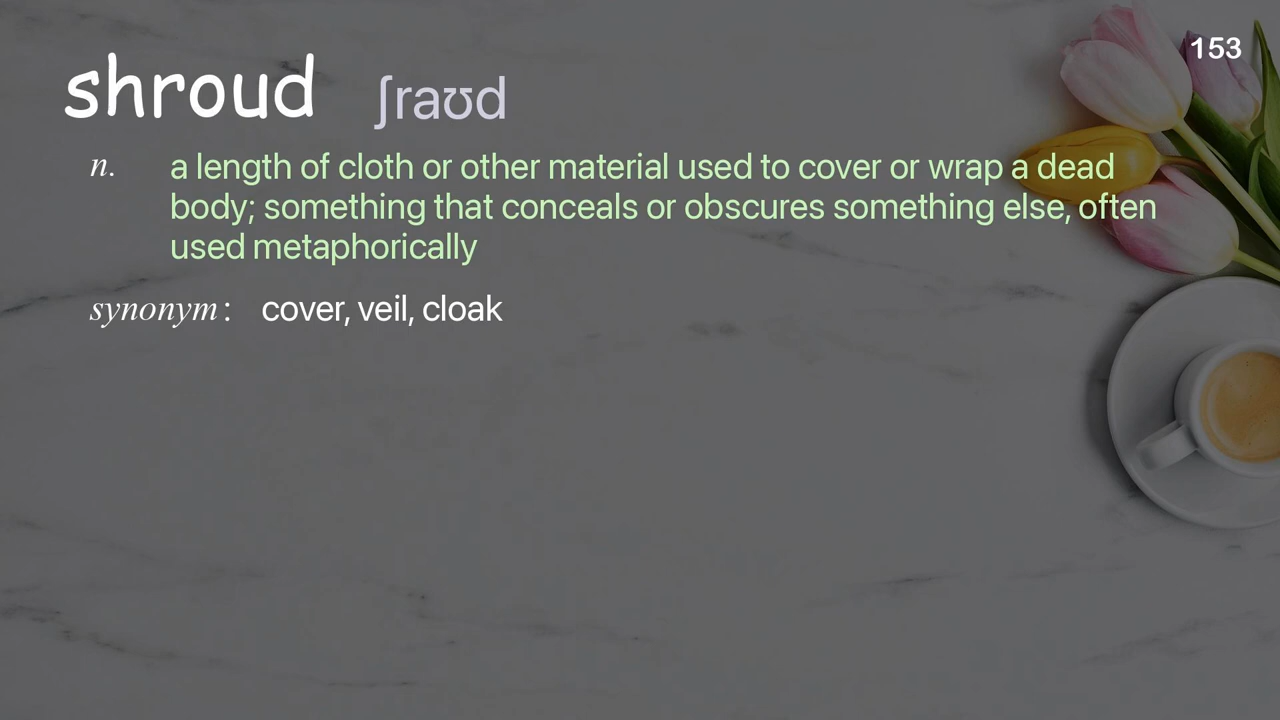 153
shroud ʃraʊd
n. a length of cloth or other material used to cover or wrap a dead
body; something that conceals or obscures something else, often
used metaphorically
synonym: cover, veil, cloak